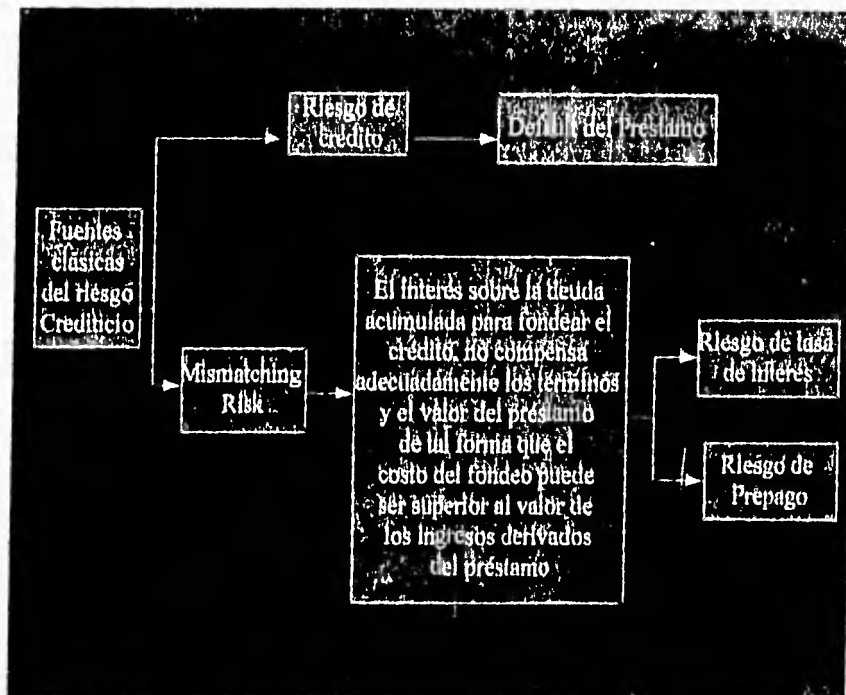 Riesgo de
crédito
Default del Préstamo
Fuentes
clásicas
del riesgo
Crediticio
Mismatching
Risk
El interés sobre la deuda
acumulada para fondear el
crédito, no compensa
adecuadamente los términos
y el valor del préstamo
de tal forma que el
costo del fondeo puede
ser superior al valor de
los ingresos derivados
del préstamo
Riesgo de tasa
de interés
Riesgo de
Prepago